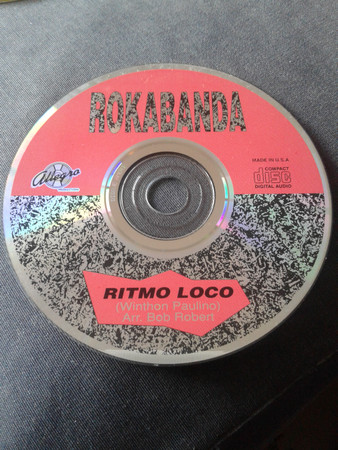 ROKABANDA
Allegro
MADE IN U.S.A
COMPACT
disc
DIGITAL AUDIO
RITMO LOCO
(Winthon Paulino)
Arr. Bob Robert